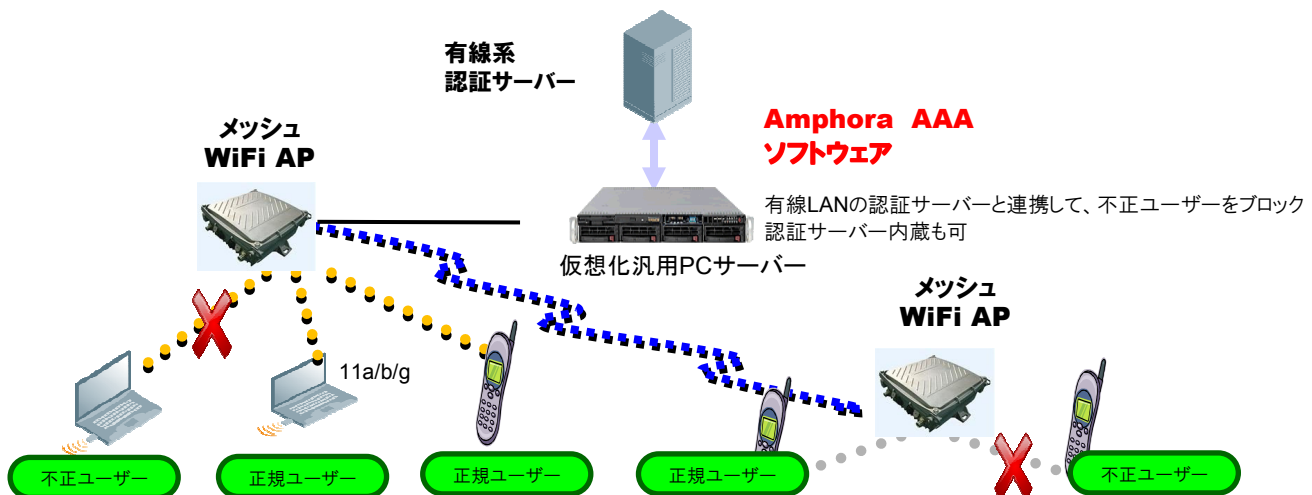 有線系
認証サーバー
Amphora AAA
ソフトウェア
メッシュ
WiFi AP
有線LANの認証サーバーと連携して、不正ユーザーをブロック
認証サーバー内蔵も可
仮想化汎用PCサーバー
メッシュ
WiFi AP
11a/b/g
不正ユーザー
正規ユーザー
正規ユーザー
正規ユーザー
不正ユーザー